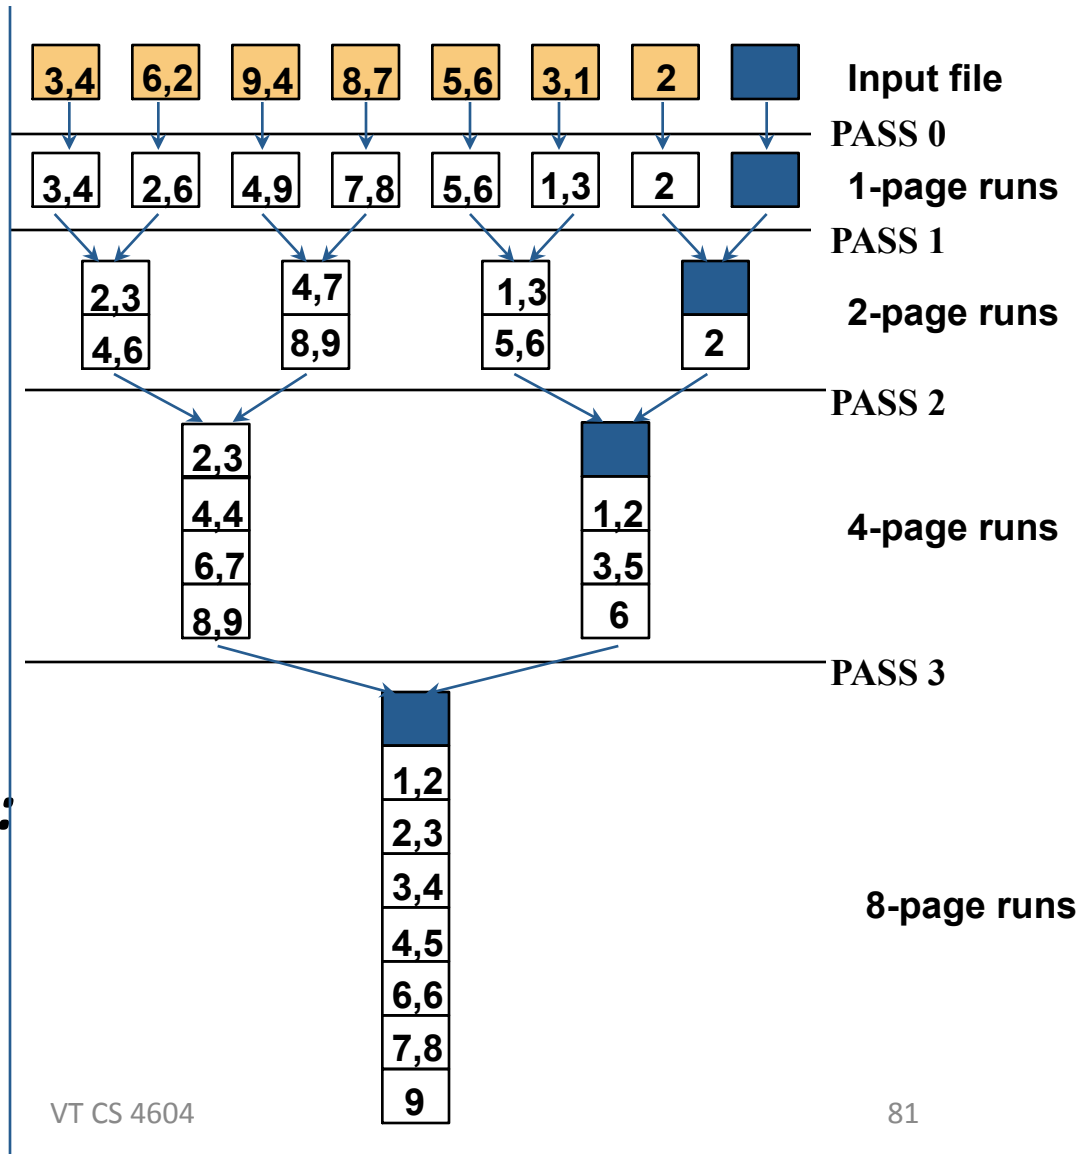 3,4 6,2 9,4 8,7 5,6 3,1 2 Input file
PASS 0
3,4 2,6 4,9 7,8 5,6 1,3 2 1-page runs
PASS 1
2,3 4,7 1,3
4,6 8,9 5,6 2
2-page runs
PASS 2
2,3
4,4 1,2
6,7 3,5
8,9 6
4-page runs
PASS 3
1,2
:
2,3
3,4
8-page runs
4,5
6,6
7,8
9
VT CS 4604 81